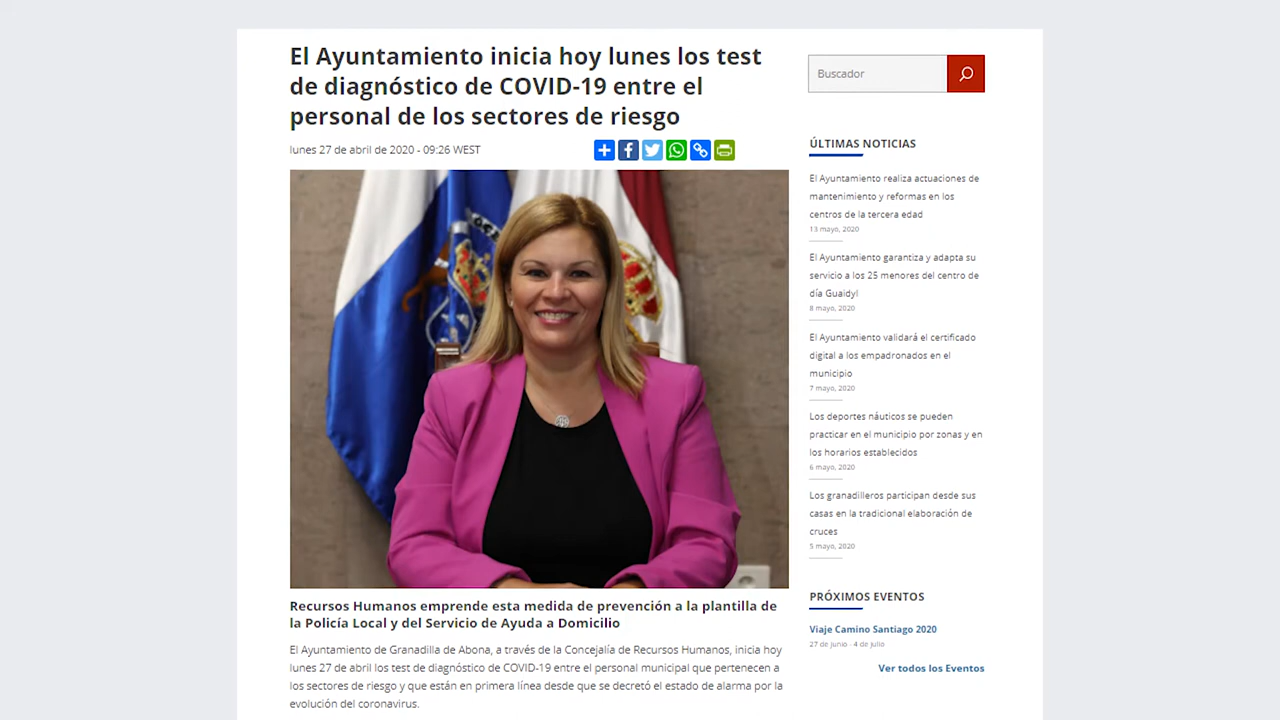 El Ayuntamiento inicia hoy lunes los test
de diagnóstico de COVID-19 entre el
personal de los sectores de riesgo
lunes 27 de abril de 2020 - 09:26 WEST
Recursos Humanos emprende esta medida de prevención a la plantilla de
la Policía Local y del Servicio de Ayuda a Domicilio
El Ayuntamiento de Granadilla de Abona, a través de la Concejalía de Recursos Humanos, inicia hoy
lunes 27 de abril los test de diagnóstico de COVID-19 entre el personal municipal que pertenecen a
los sectores de riesgo y que están en primera línea desde que se decretó el estado de alarma por la
evolución del coronavirus.
Buscador
ÚLTIMAS NOTICIAS
El Ayuntamiento realiza actuaciones de
mantenimiento y reformas en los
centros de la tercera edad
13 mayo, 2020
El Ayuntamiento garantiza y adapta su
servicio a los 25 menores del centro de
día Guaidyl
8 mayo, 2020
El Ayuntamiento validará el certificado
digital a los empadronados en el
municipio
7 mayo, 2020
Los deportes náuticos se pueden
practicar en el municipio por zonas y en
los horarios establecidos
6 mayo, 2020
Los granadilleros participan desde sus
casas en la tradicional elaboración de
cruces
5 mayo, 2020
PRÓXIMOS EVENTOS
Viaje Camino Santiago 2020
27 de junio - 4 de julio
Ver todos los Eventos